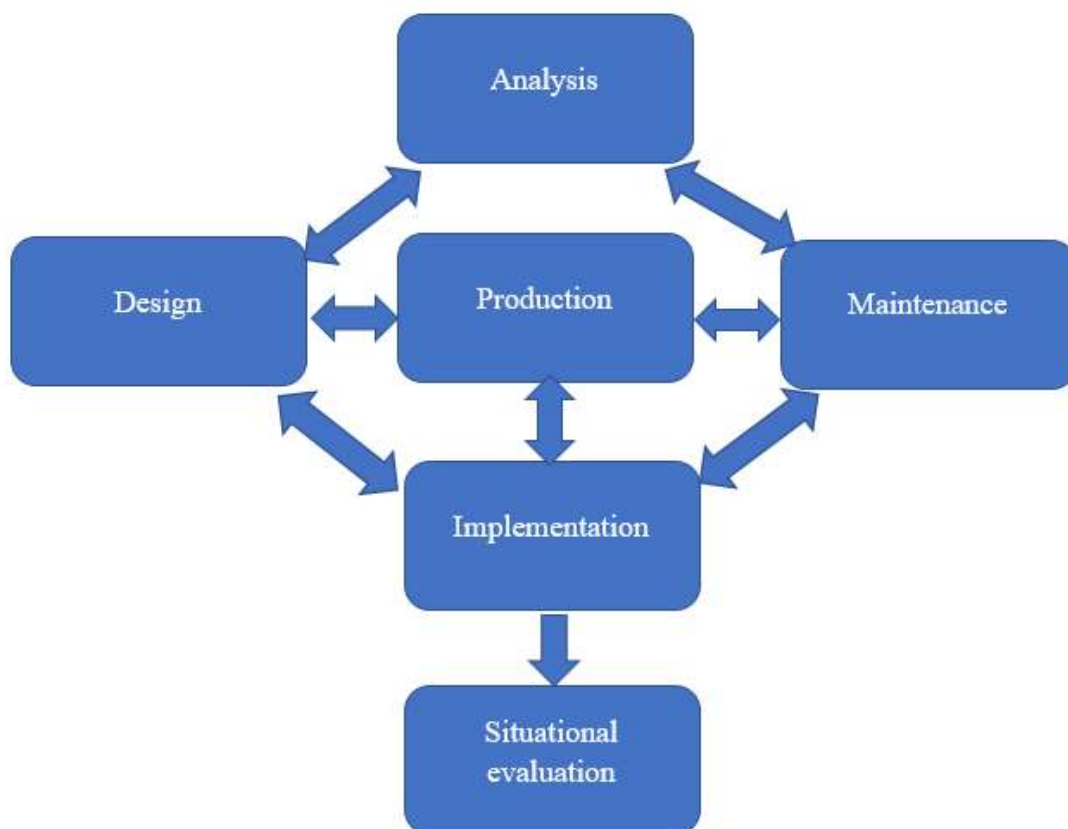 Analysis
Design
Production
Maintenance
Implementation
Situational
evaluation